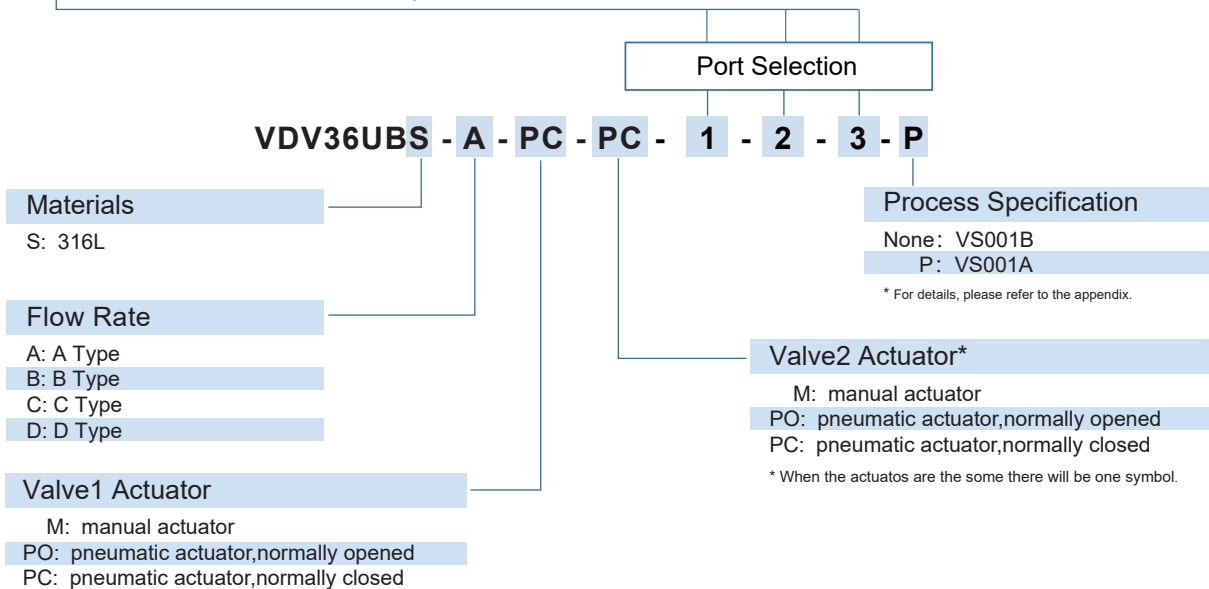 Port Selection
VDV36UBS - A - PC - PC - 1 - 2 - 3 - P
Materials
S: 316L
Process Specification
None: VS001B
P: VS001A
* For details, please refer to the appendix.
Flow Rate
A: A Type
B: B Type
C: C Type
D: D Type
Valve2 Actuator*
M: manual actuator
PO: pneumatic actuator,normally opened
PC: pneumatic actuator,normally closed
* When the actuatos are the some there will be one symbol.
Valve1 Actuator
M: manual actuator
PO: pneumatic actuator,normally opened
PC: pneumatic actuator,normally closed